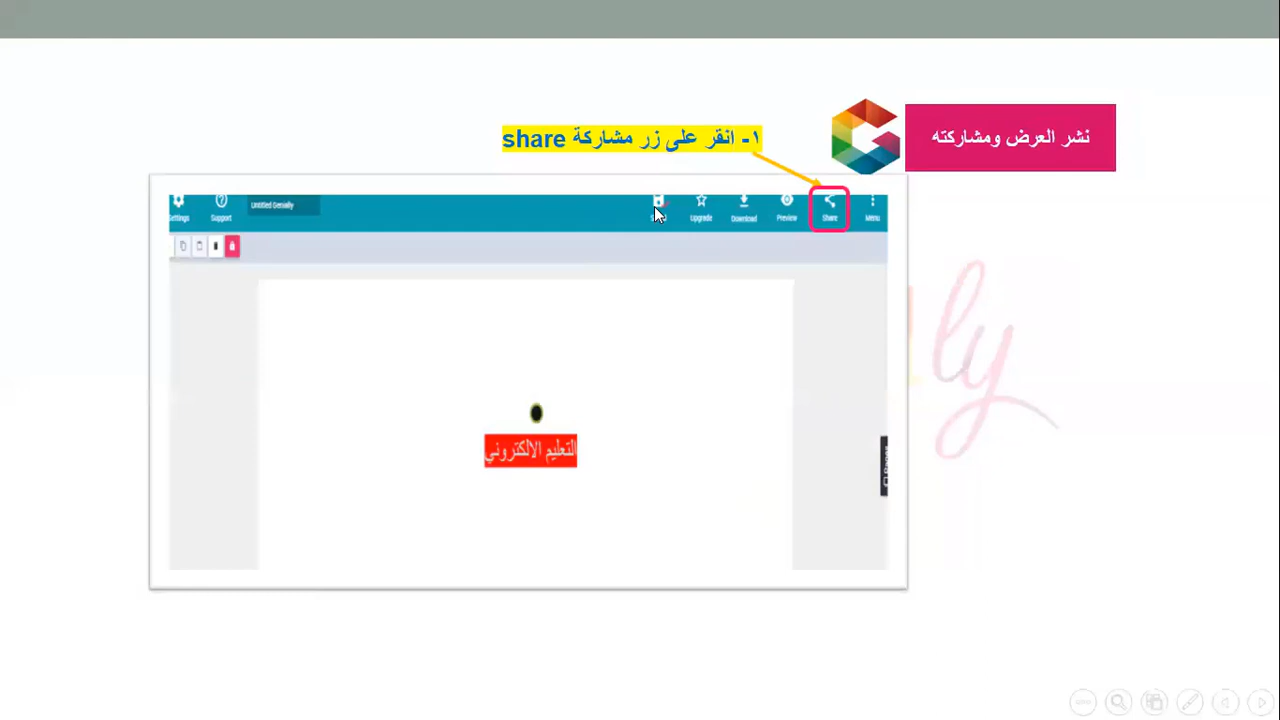 نشر العرض ومشاركته
١- انقر على زر مشاركة share
Settings Support Untitled Genially Upgrade Download Preview Share Menu
التعليم الالكتروني
ly